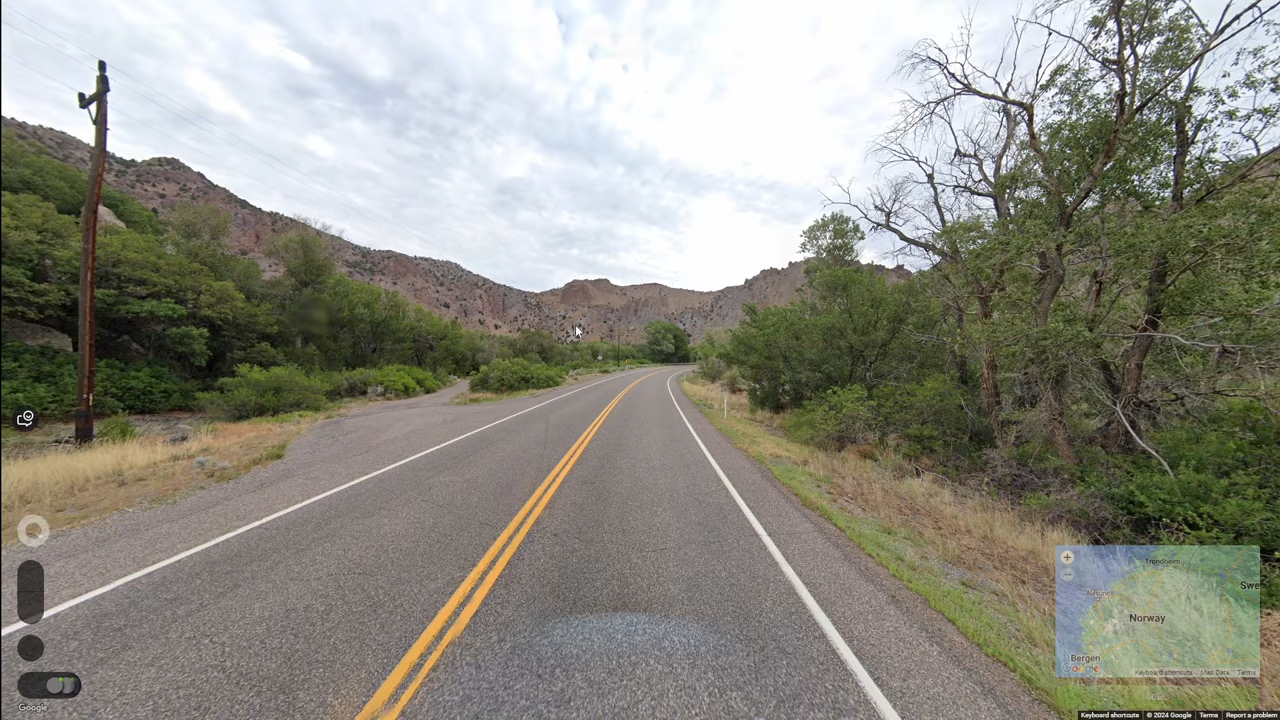 Trondheim
Swe
Ålesund
Norway
Bergen
Google
Keyboard shortcuts
Map Data
Terms
Google
Keyboard shortcuts
© 2024 Google
Terms
Report a problem